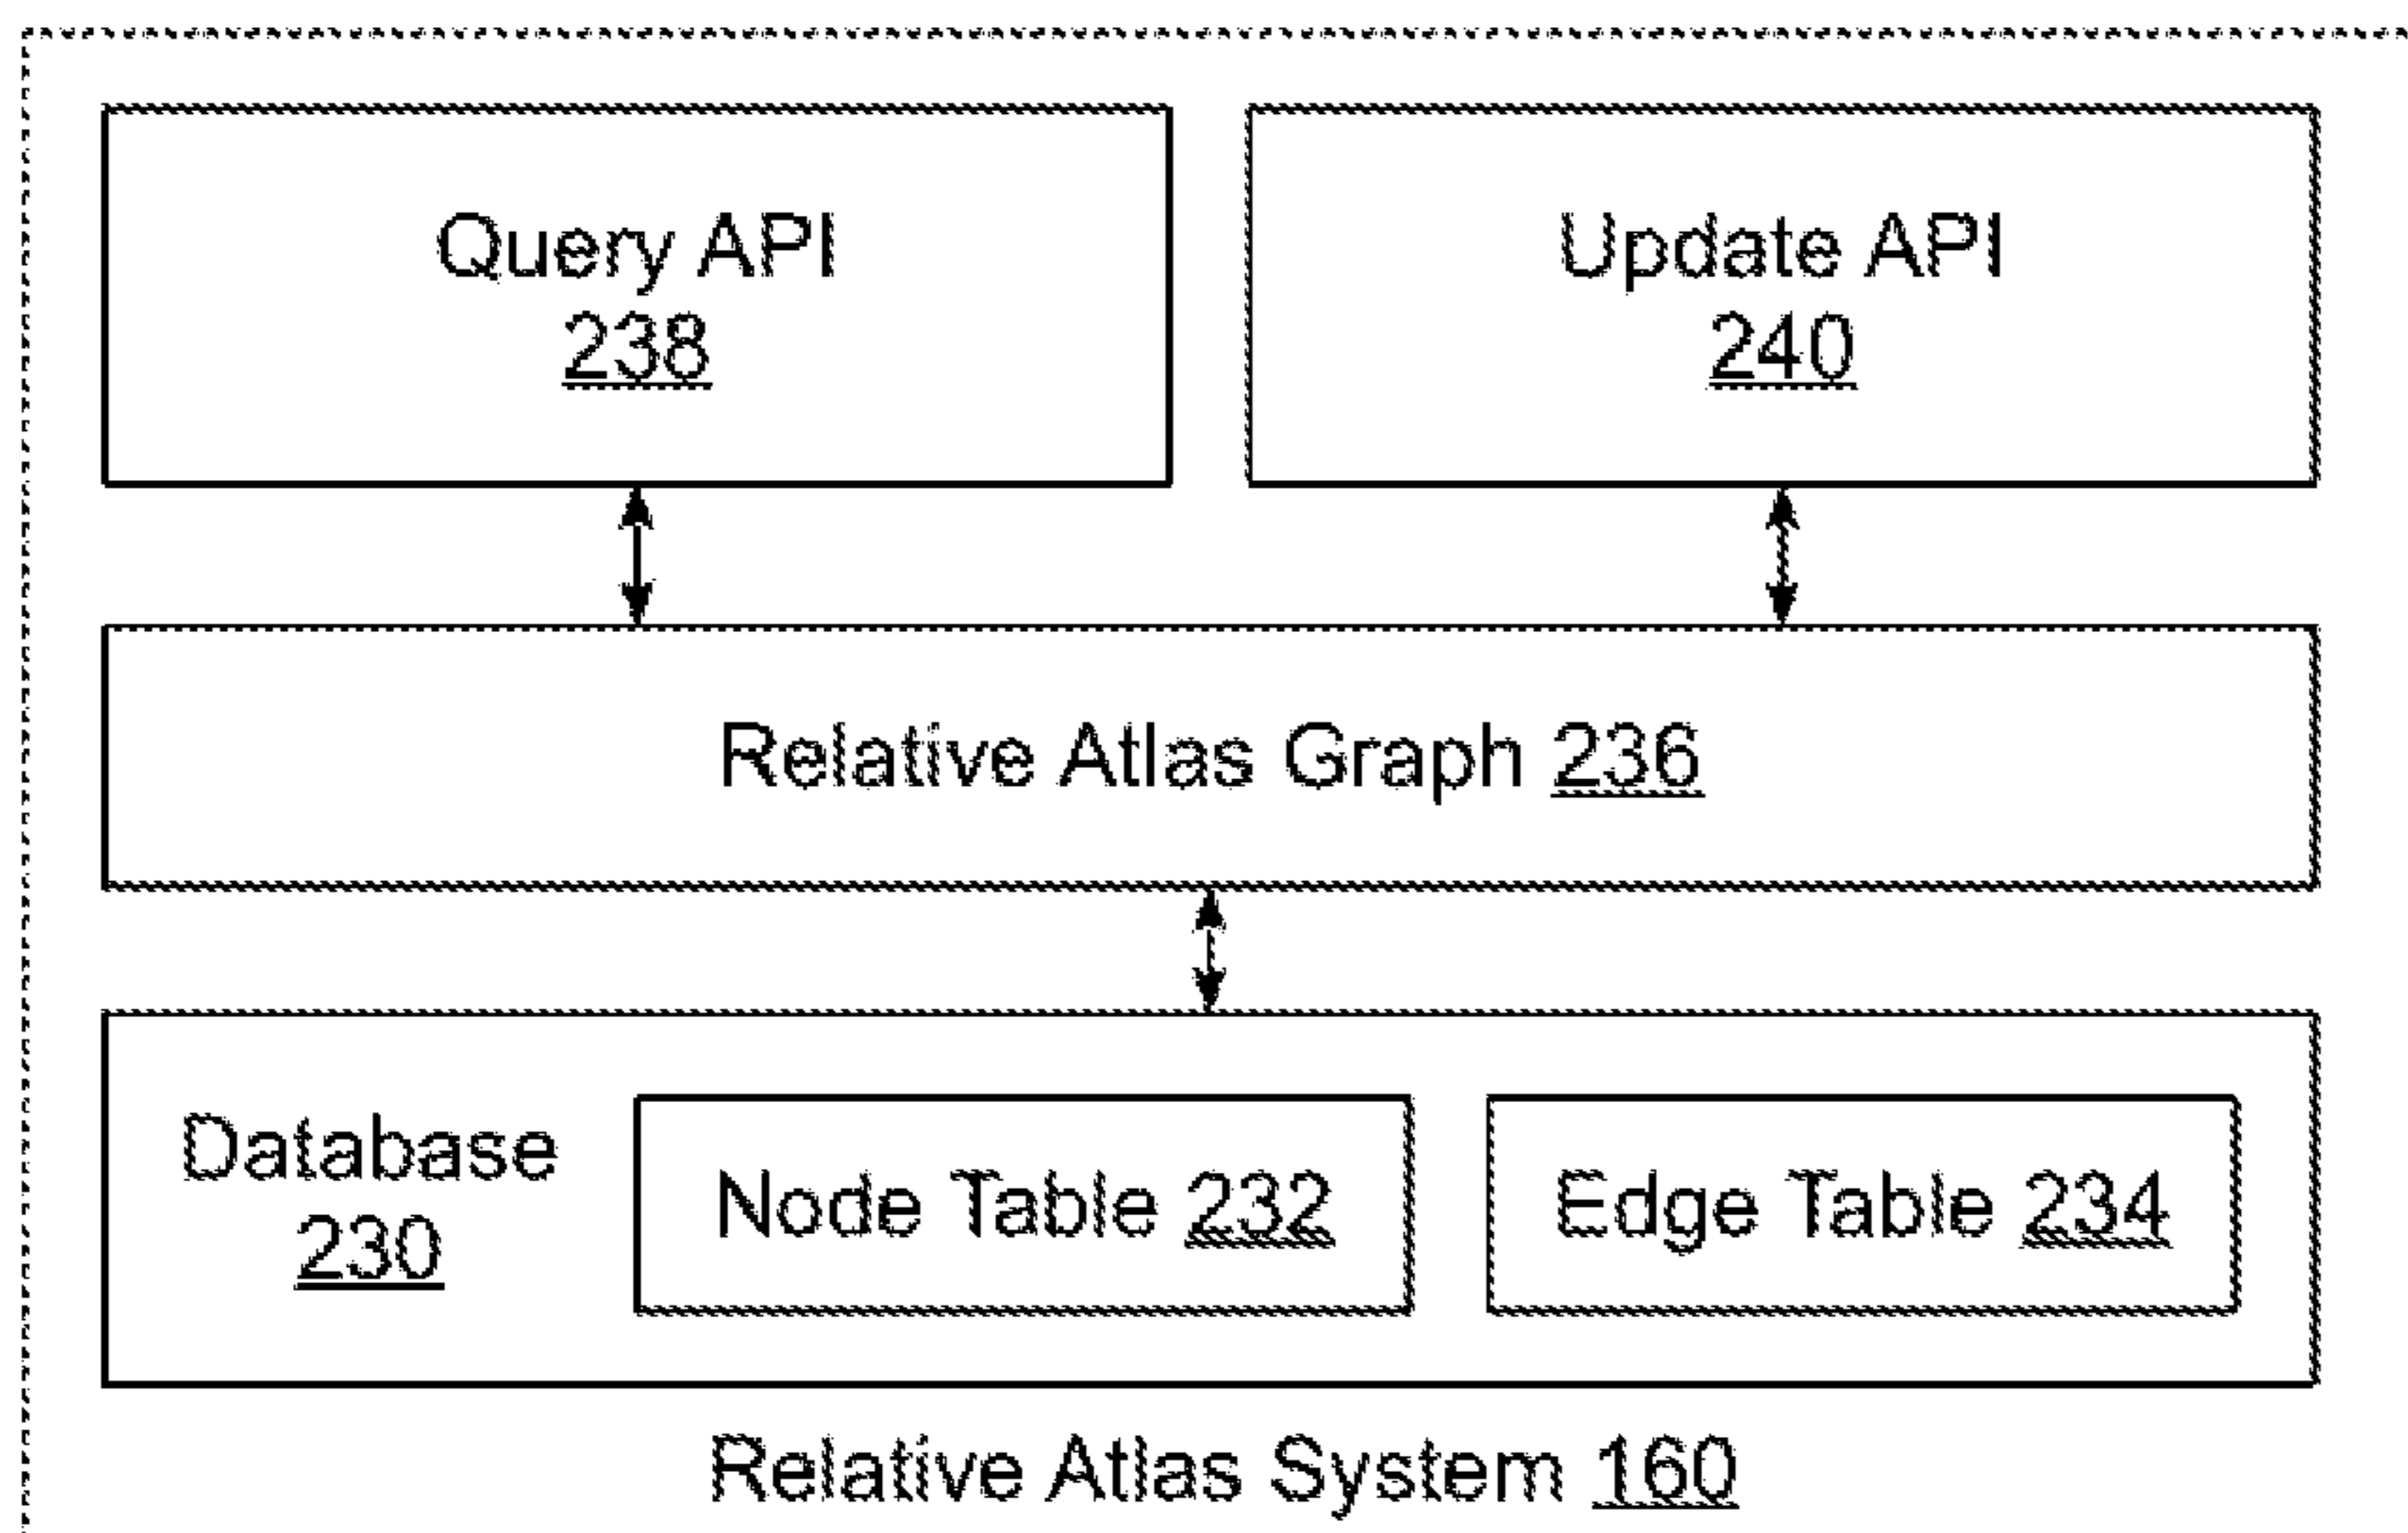 Query API
238
Update API
240
Relative Atlas Graph 236
Database
230
Node Table 232
Edge Table 234
Relative Atlas System 160